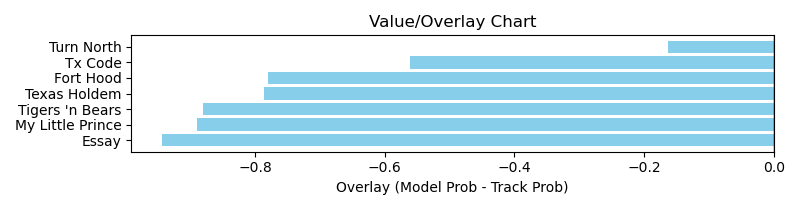 Value/Overlay Chart
Turn North
Tx Code
Fort Hood
Texas Holdem
Tigers 'n Bears
My Little Prince
Essay
−0.8 −0.6 −0.4 −0.2 0.0
Overlay (Model Prob - Track Prob)